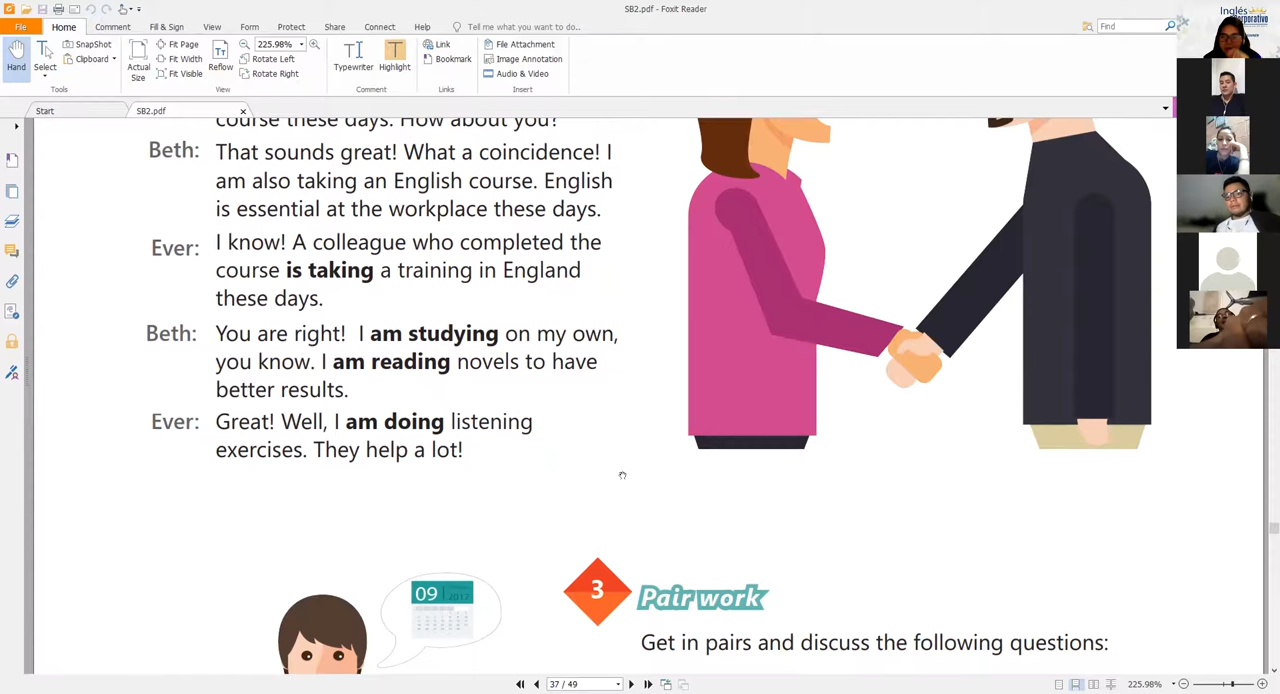 SB2.pdf - Foxit Reader
File Home Comment Fill & Sign View Form Protect Share Connect Help Tell me what you want to do... Find
Hand
Select
SnapShot
Clipboard
Tools
Actual Size
Fit Page
Fit Width
Fit Visible
Reflow
225.98%
Rotate Left
Rotate Right
View
Typewriter
Highlight
Comment
Link
Bookmark
Links
File Attachment
Image Annotation
Audio & Video
Insert
Start SB2.pdf
course these days. How about you?
Beth: That sounds great! What a coincidence! I
am also taking an English course. English
is essential at the workplace these days.
Ever: I know! A colleague who completed the
course is taking a training in England
these days.
Beth: You are right! I am studying on my own,
you know. I am reading novels to have
better results.
Ever: Great! Well, I am doing listening
exercises. They help a lot!
09
2012
3 Pair work
Get in pairs and discuss the following questions:
37 / 49
225.98%
Inglés